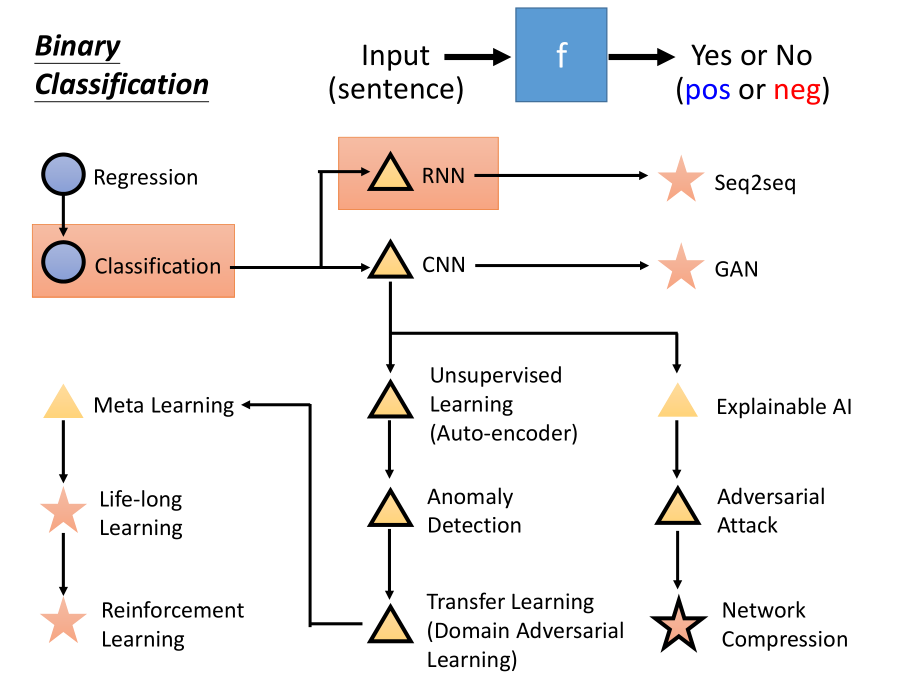 Binary
Classification
Input
(sentence)
f
Yes or No
(pos or neg)
Regression
RNN
Seq2seq
Classification
CNN
GAN
Unsupervised
Learning
(Auto-encoder)
Meta Learning
Explainable AI
Life-long
Learning
Anomaly
Detection
Adversarial
Attack
Reinforcement
Learning
Transfer Learning
(Domain Adversarial
Learning)
Network
Compression